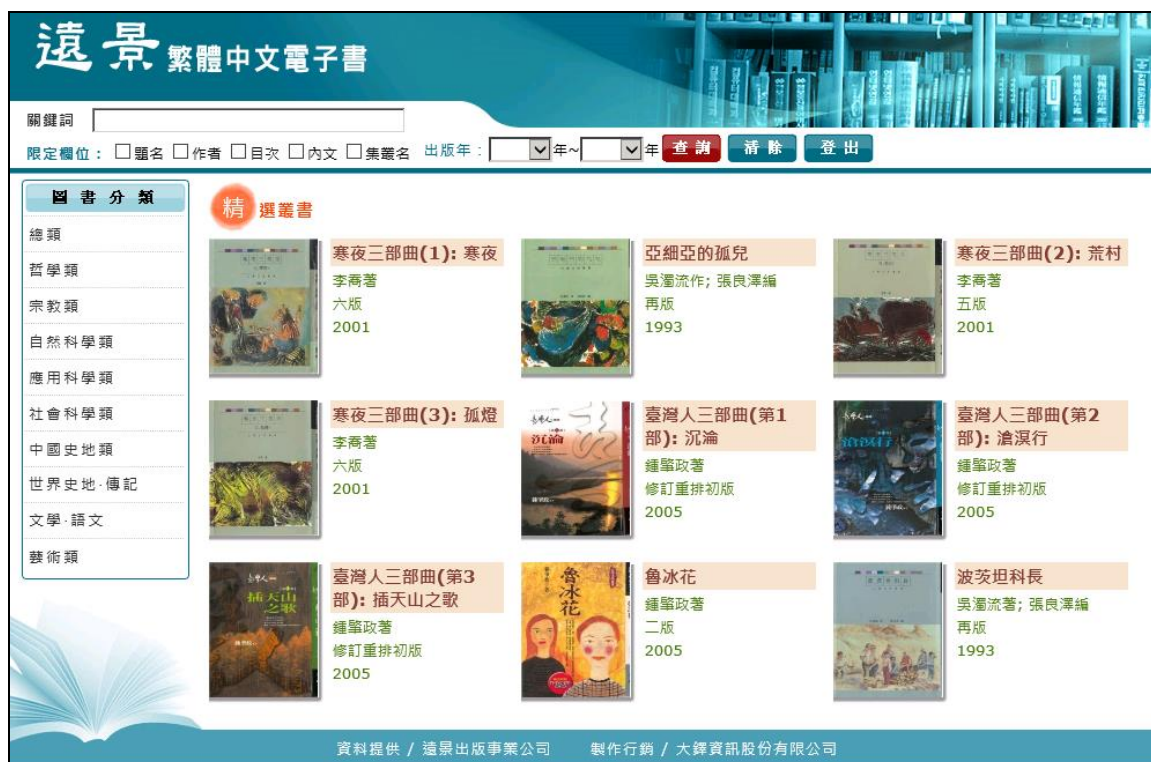 遠景 繁體中文電子書
關鍵詞
限定欄位： 題名 作者 目次 內文 集叢名 出版年： 年~ 年 查詢 清除 登出
圖書分類
總類
哲學類
宗教類
自然科學類
應用科學類
社會科學類
中國史地類
世界史地·傳記
文學·語文
藝術類
精選叢書
寒夜三部曲(1): 寒夜
李喬著
六版
2001
亞細亞的孤兒
吳濁流作; 張良澤編
再版
1993
寒夜三部曲(2): 荒村
李喬著
五版
2001
寒夜三部曲(3): 孤燈
李喬著
六版
2001
沉淪
臺灣人三部曲(第1
部): 沉淪
鍾肇政著
修訂重排初版
2005
滄溟行
臺灣人三部曲(第2
部): 滄溟行
鍾肇政著
修訂重排初版
2005
插天山
之歌
臺灣人三部曲(第3
部): 插天山之歌
鍾肇政著
修訂重排初版
2005
魯冰花
魯冰花
鍾肇政著
二版
2005
波茨坦科長
吳濁流著; 張良澤編
再版
1993
資料提供 / 遠景出版事業公司 製作行銷 / 大鐸資訊股份有限公司